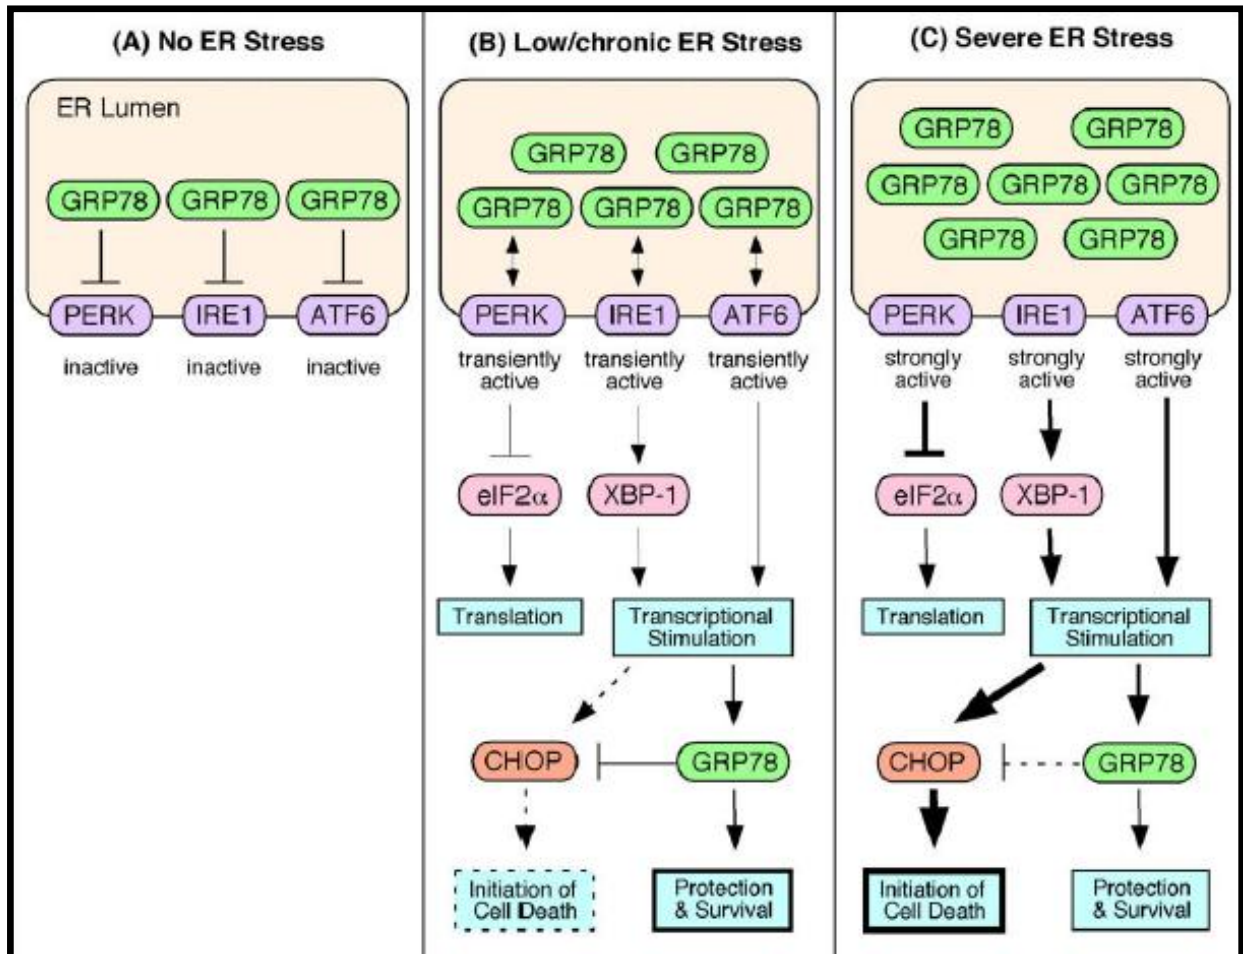 (A) No ER Stress
ER Lumen
GRP78 GRP78 GRP78
PERK IRE1 ATF6
inactive inactive inactive
(B) Low/chronic ER Stress
GRP78 GRP78
GRP78 GRP78 GRP78
PERK IRE1 ATF6
transiently transiently transiently
active active active
eIF2α XBP-1
Translation Transcriptional
Stimulation
CHOP GRP78
Initiation of Protection
Cell Death & Survival
(C) Severe ER Stress
GRP78 GRP78
GRP78 GRP78 GRP78
GRP78 GRP78
PERK IRE1 ATF6
strongly strongly strongly
active active active
eIF2α XBP-1
Translation Transcriptional
Stimulation
CHOP GRP78
Initiation of Protection
Cell Death & Survival